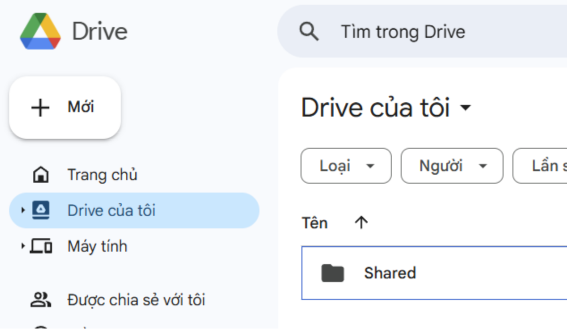 Drive
Tìm trong Drive
Mới
Drive của tôi
Loại
Người
Lần
Trang chủ
Drive của tôi
Máy tính
Được chia sẻ với tôi
Tên
Shared